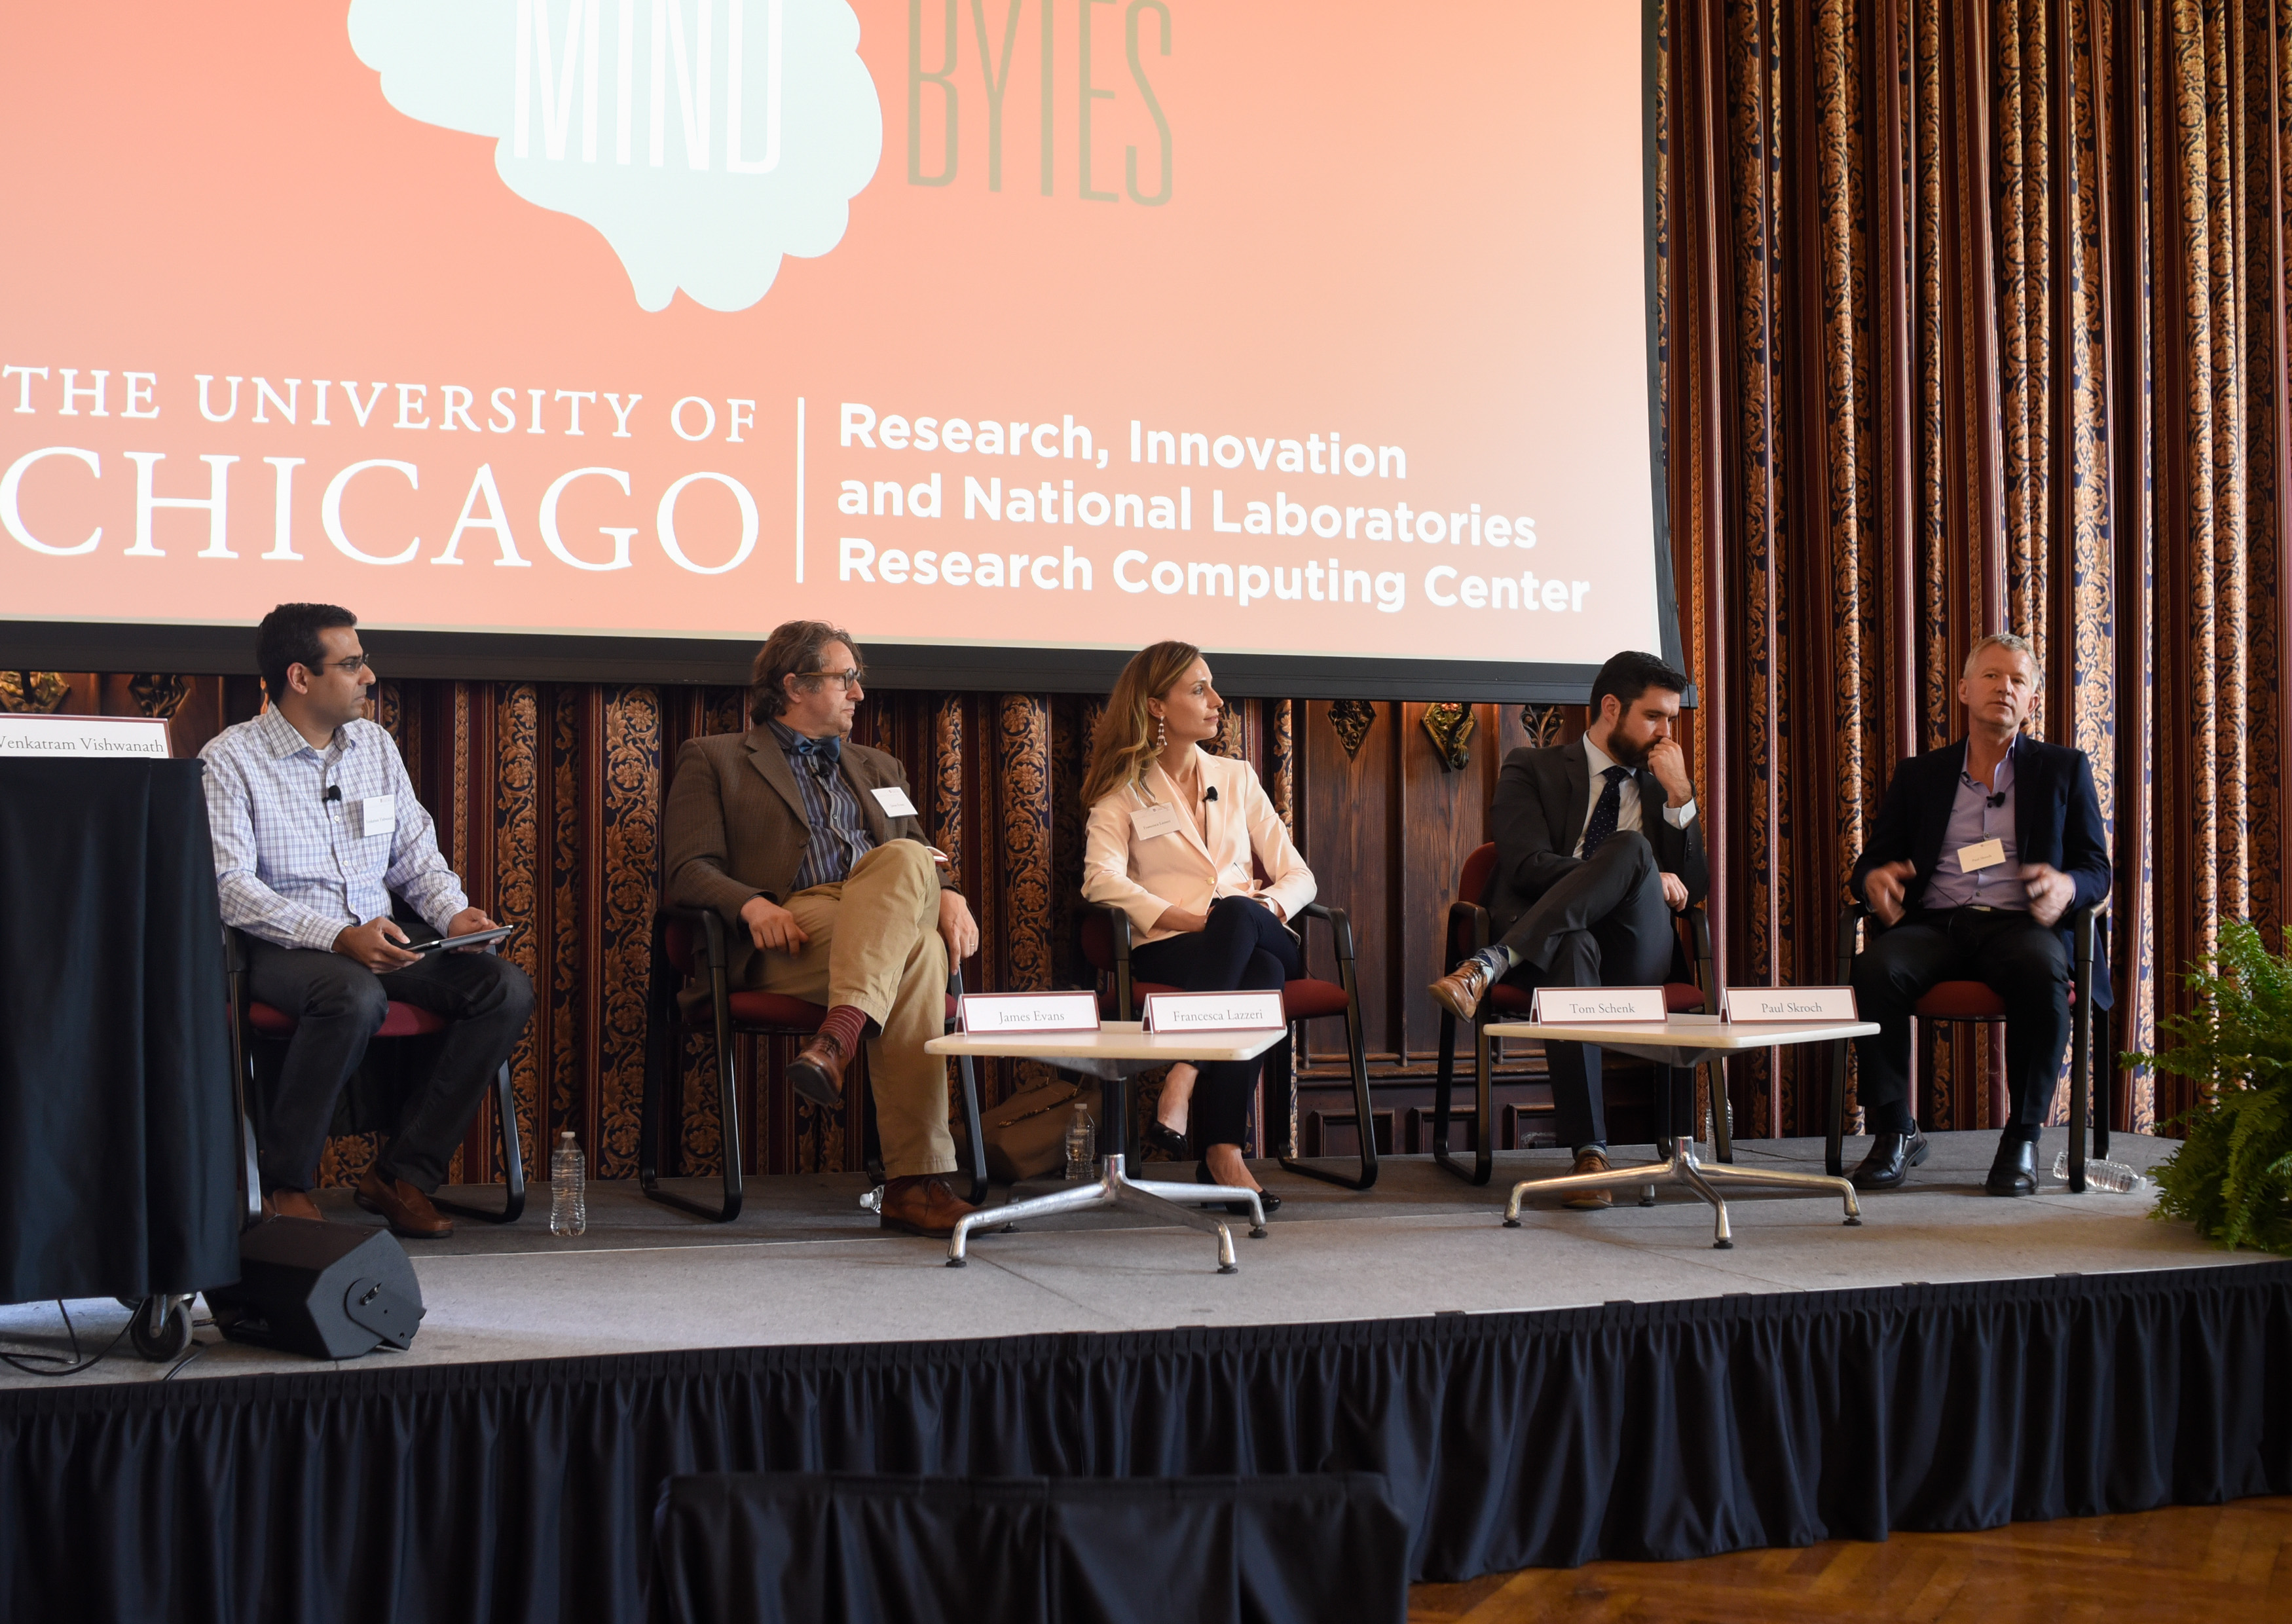 MIND
BYTES
THE UNIVERSITY OF
CHICAGO
Research, Innovation
and National Laboratories
Research Computing Center
Venkatram Vishwanath
James Evans
Francesca Lazzeri
Tom Schenk
Paul Skroch